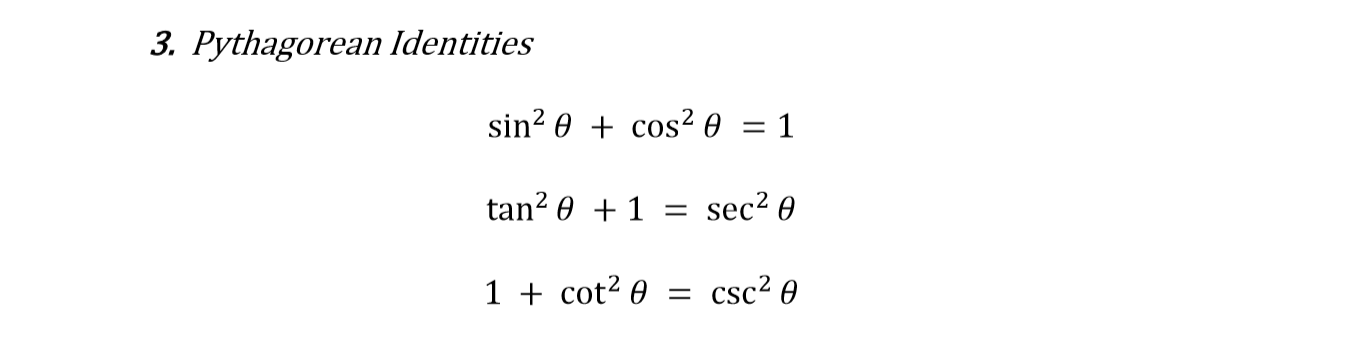 3. Pythagorean Identities
sin² θ + cos² θ = 1
tan² θ + 1 = sec² θ
1 + cot² θ = csc² θ